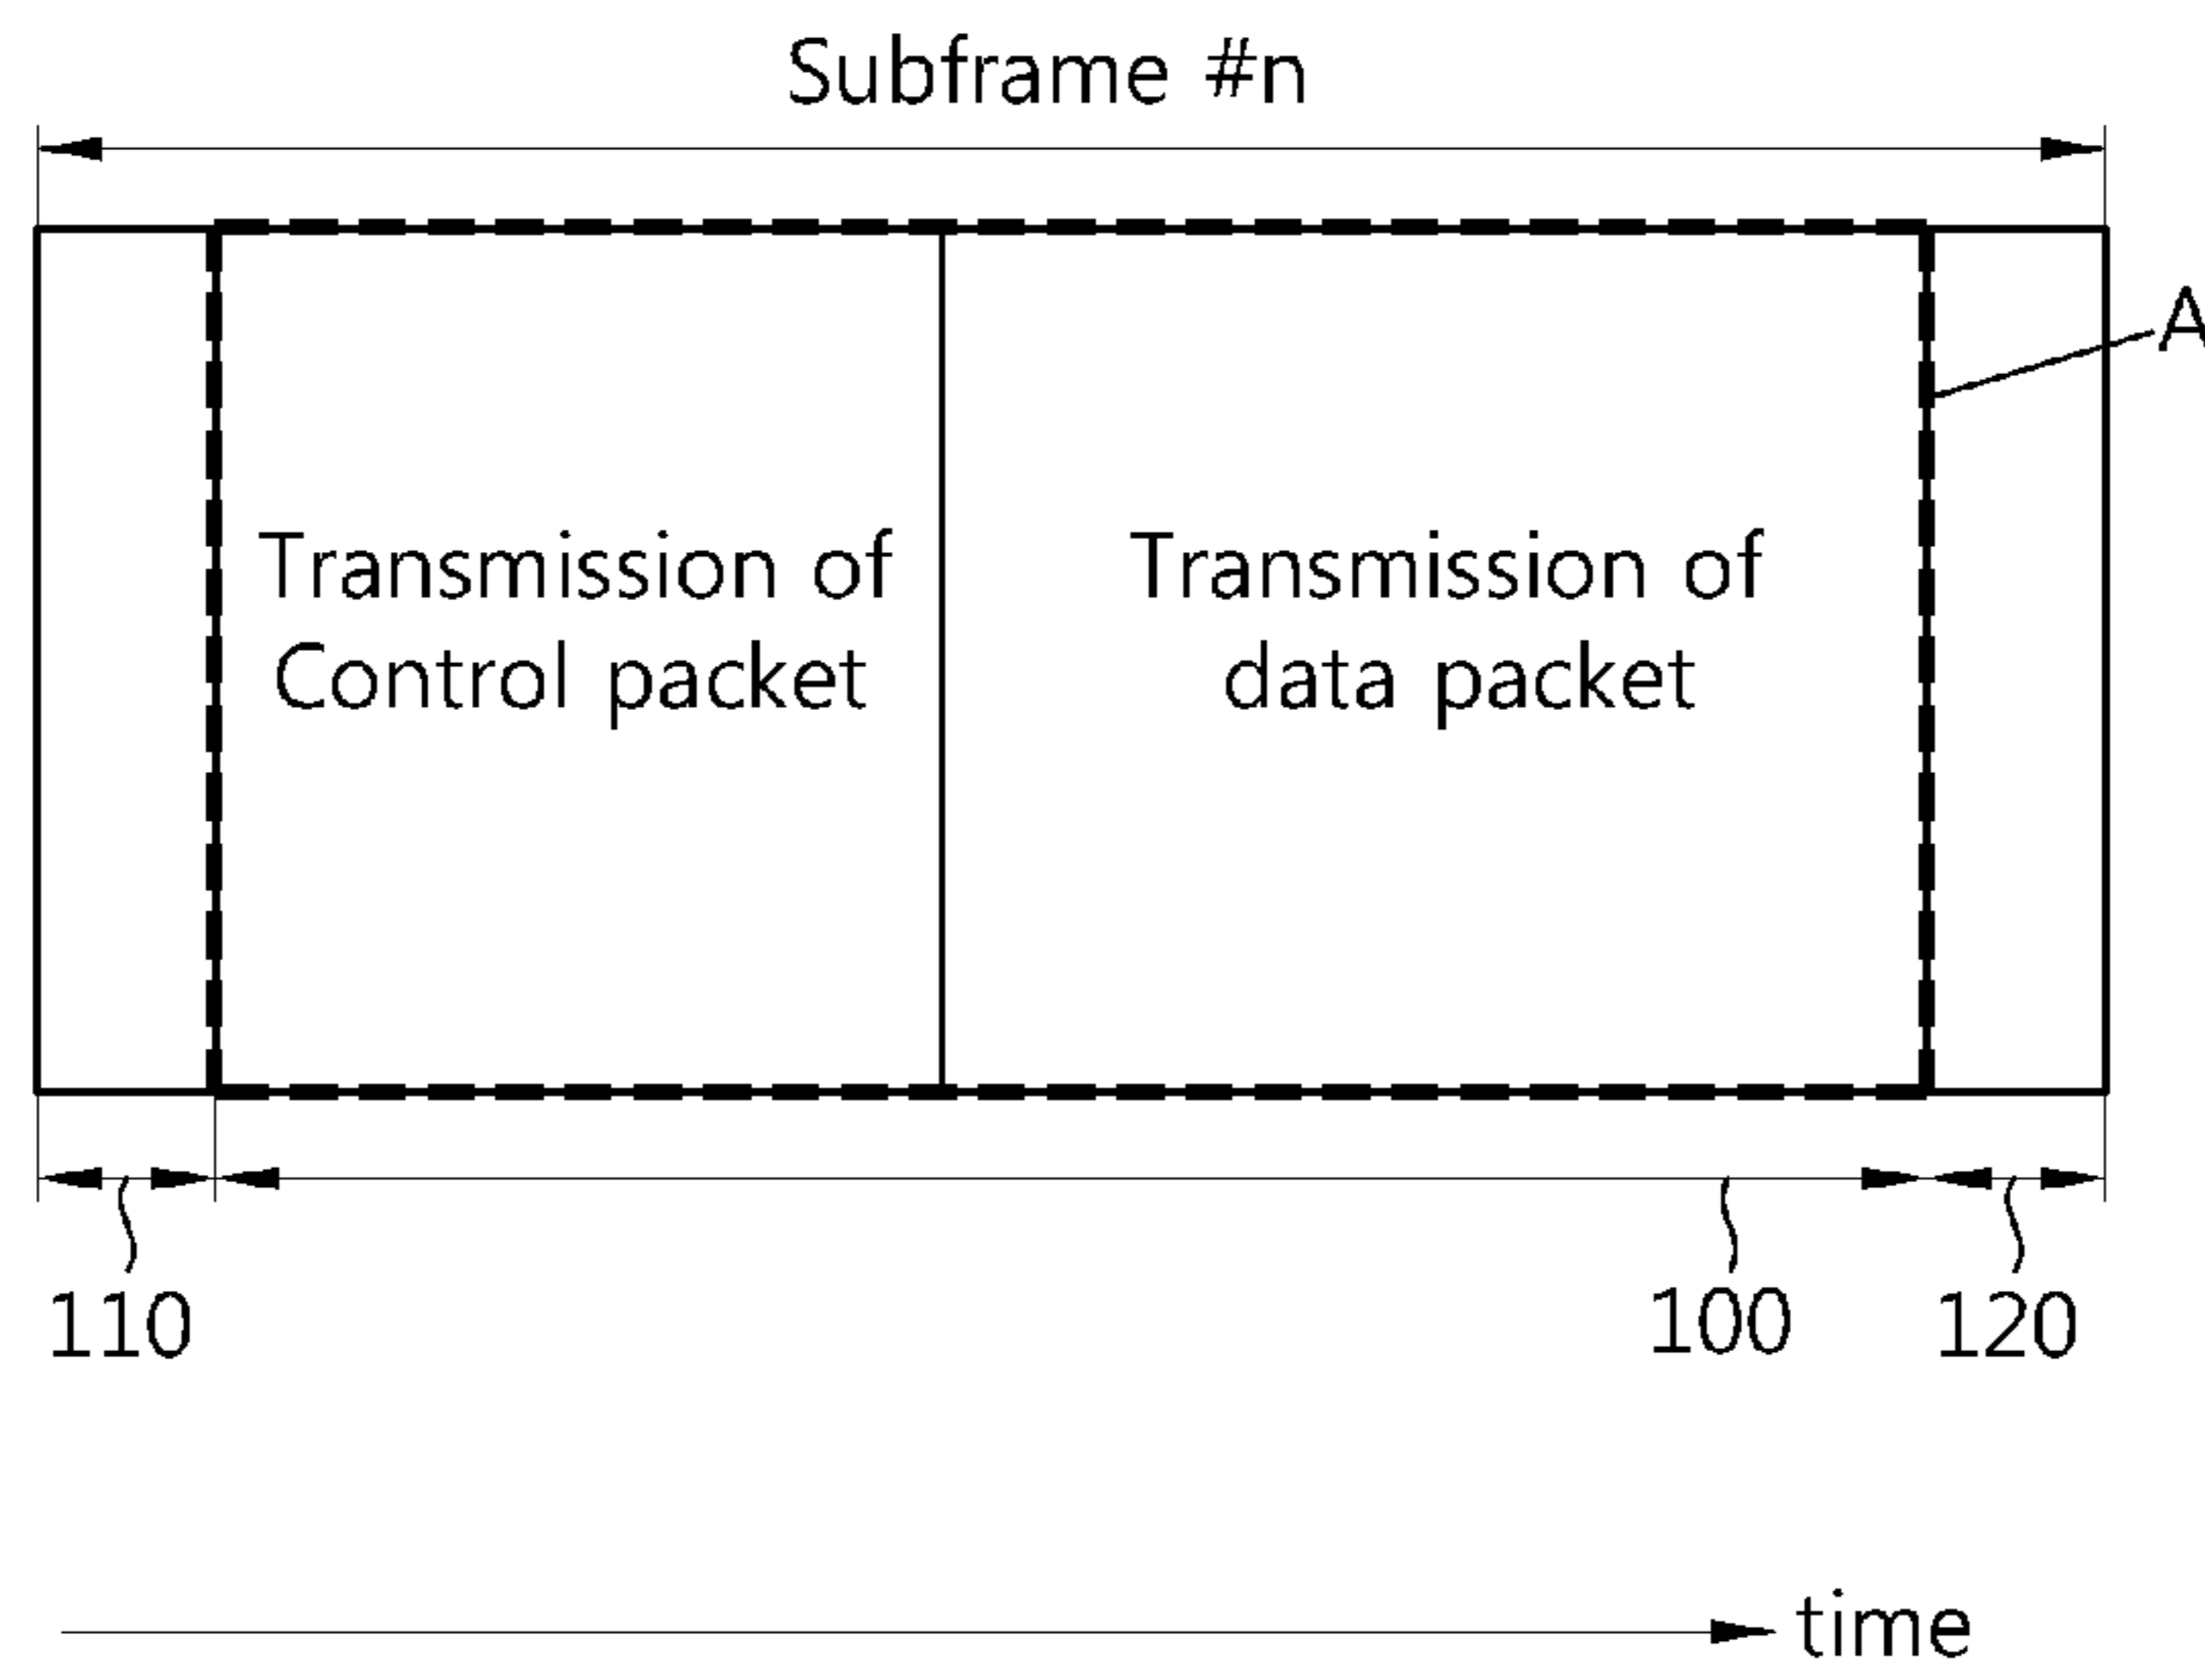 Subframe #n
A
Transmission of
Control packet
Transmission of
data packet
110
100
120
time